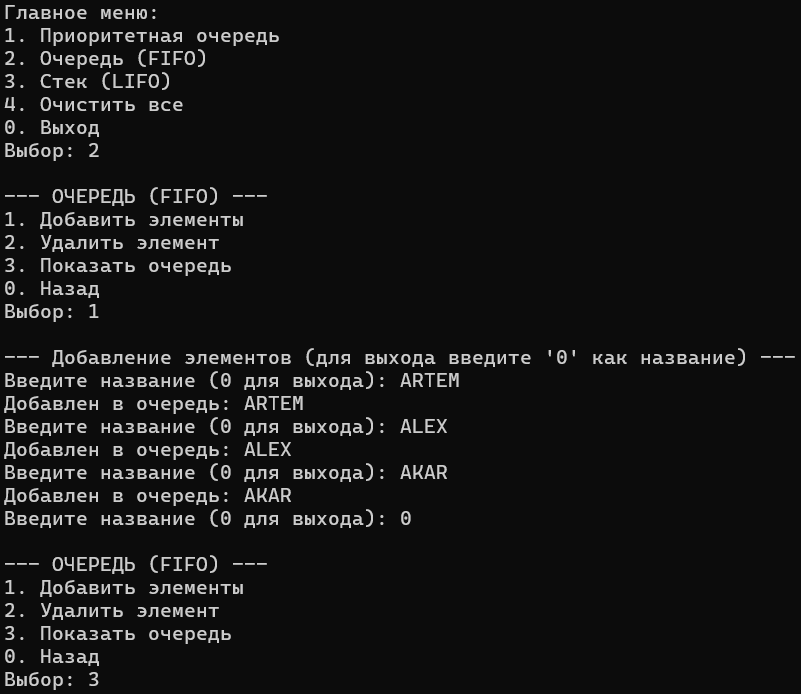 Главное меню:
1. Приоритетная очередь
2. Очередь (FIFO)
3. Стек (LIFO)
4. Очистить все
0. Выход
Выбор: 2
--- ОЧЕРЕДЬ (FIFO) ---
1. Добавить элементы
2. Удалить элемент
3. Показать очередь
0. Назад
Выбор: 1
--- Добавление элементов (для выхода введите '0' как название) ---
Введите название (0 для выхода): ARTEM
Добавлен в очередь: ARTEM
Введите название (0 для выхода): ALEX
Добавлен в очередь: ALEX
Введите название (0 для выхода): AKAR
Добавлен в очередь: AKAR
Введите название (0 для выхода): 0
--- ОЧЕРЕДЬ (FIFO) ---
1. Добавить элементы
2. Удалить элемент
3. Показать очередь
0. Назад
Выбор: 3